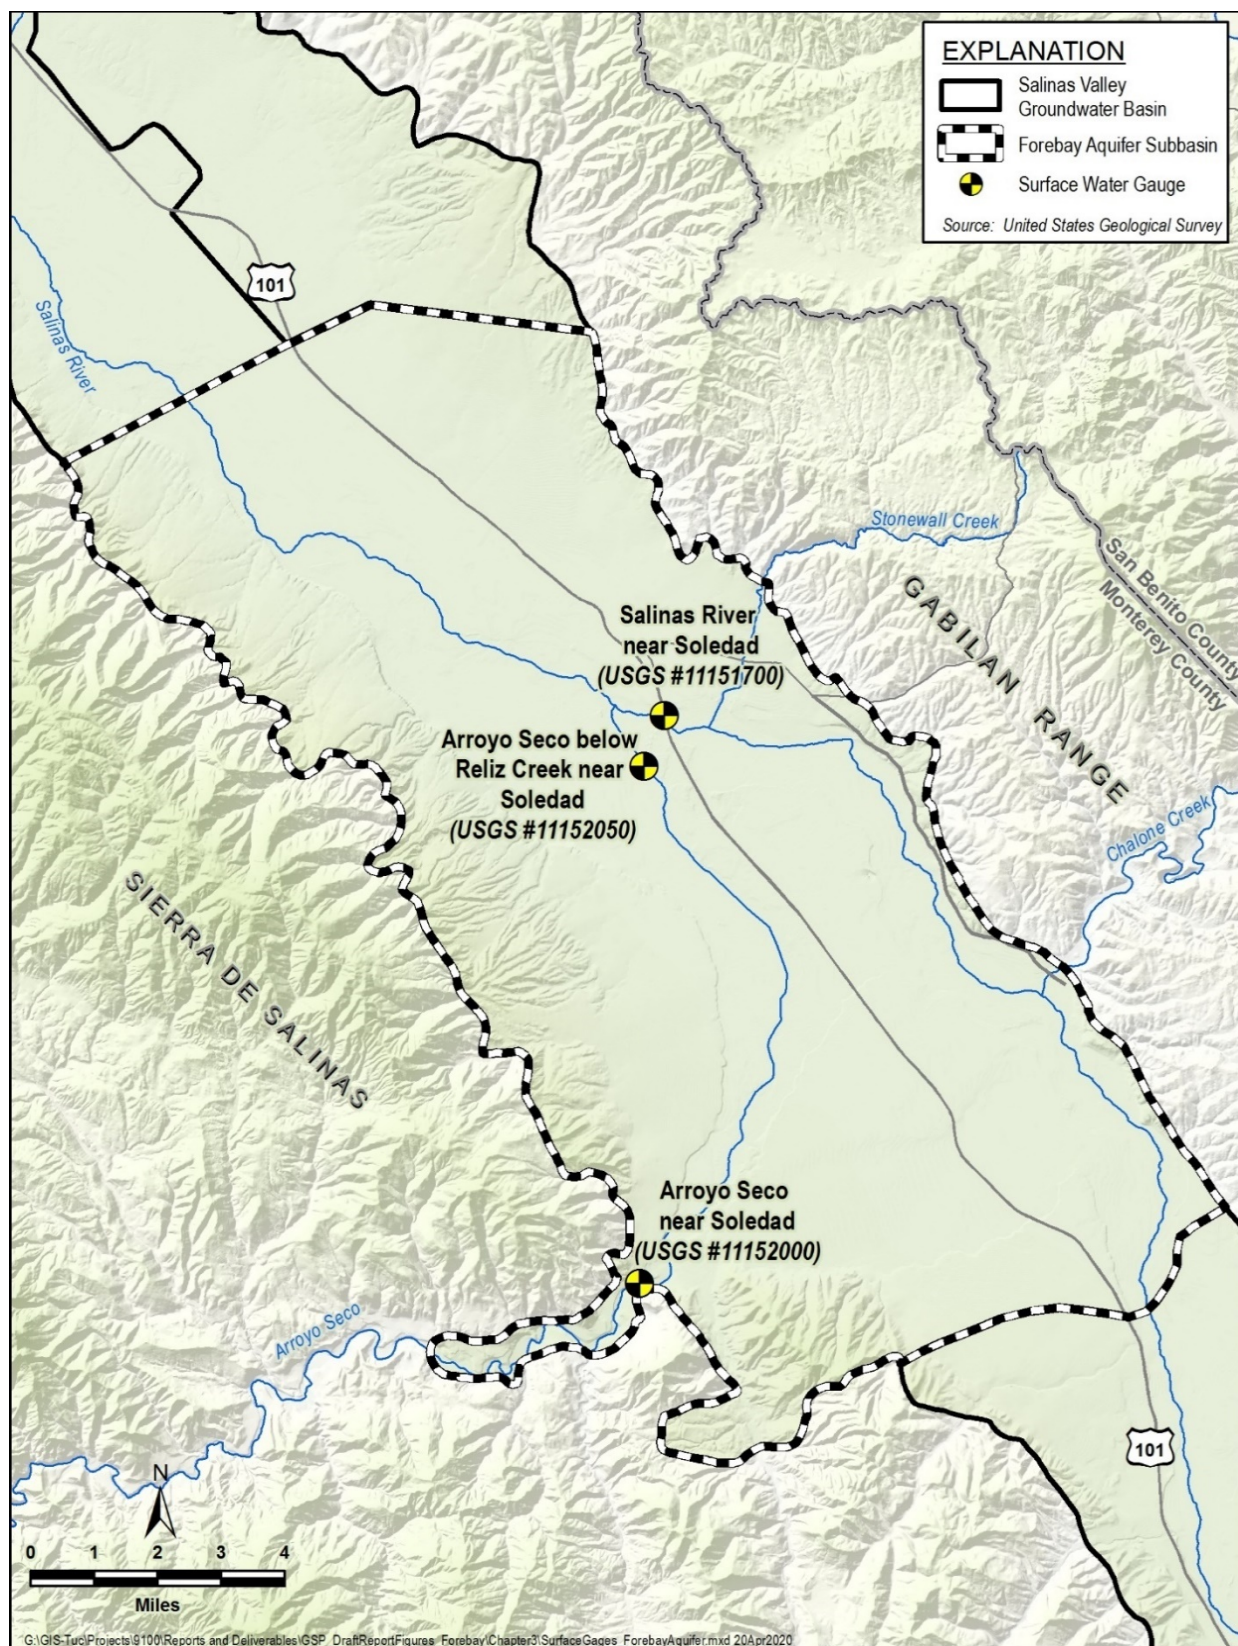 EXPLANATION
Salinas Valley
Groundwater Basin
Forebay Aquifer Subbasin
Surface Water Gauge
Source: United States Geological Survey
101
Salinas River
Stonewall Creek
San Benito County
Monterey County
GABILAN RANGE
Salinas River
near Soledad
(USGS #11151700)
Arroyo Seco below
Reliz Creek near
Soledad
(USGS #11152050)
Chalone Creek
SIERRA DE SALINAS
Arroyo Seco
near Soledad
(USGS #11152000)
Arroyo Seco
101
N
0 1 2 3 4
Miles
G:\GIS-Tuc\Projects\9100\Reports and Deliverables\GSP_DraftReportFigures_Forebay\Chapter3\SurfaceGages_ForebayAquifer.mxd 20Apr2020